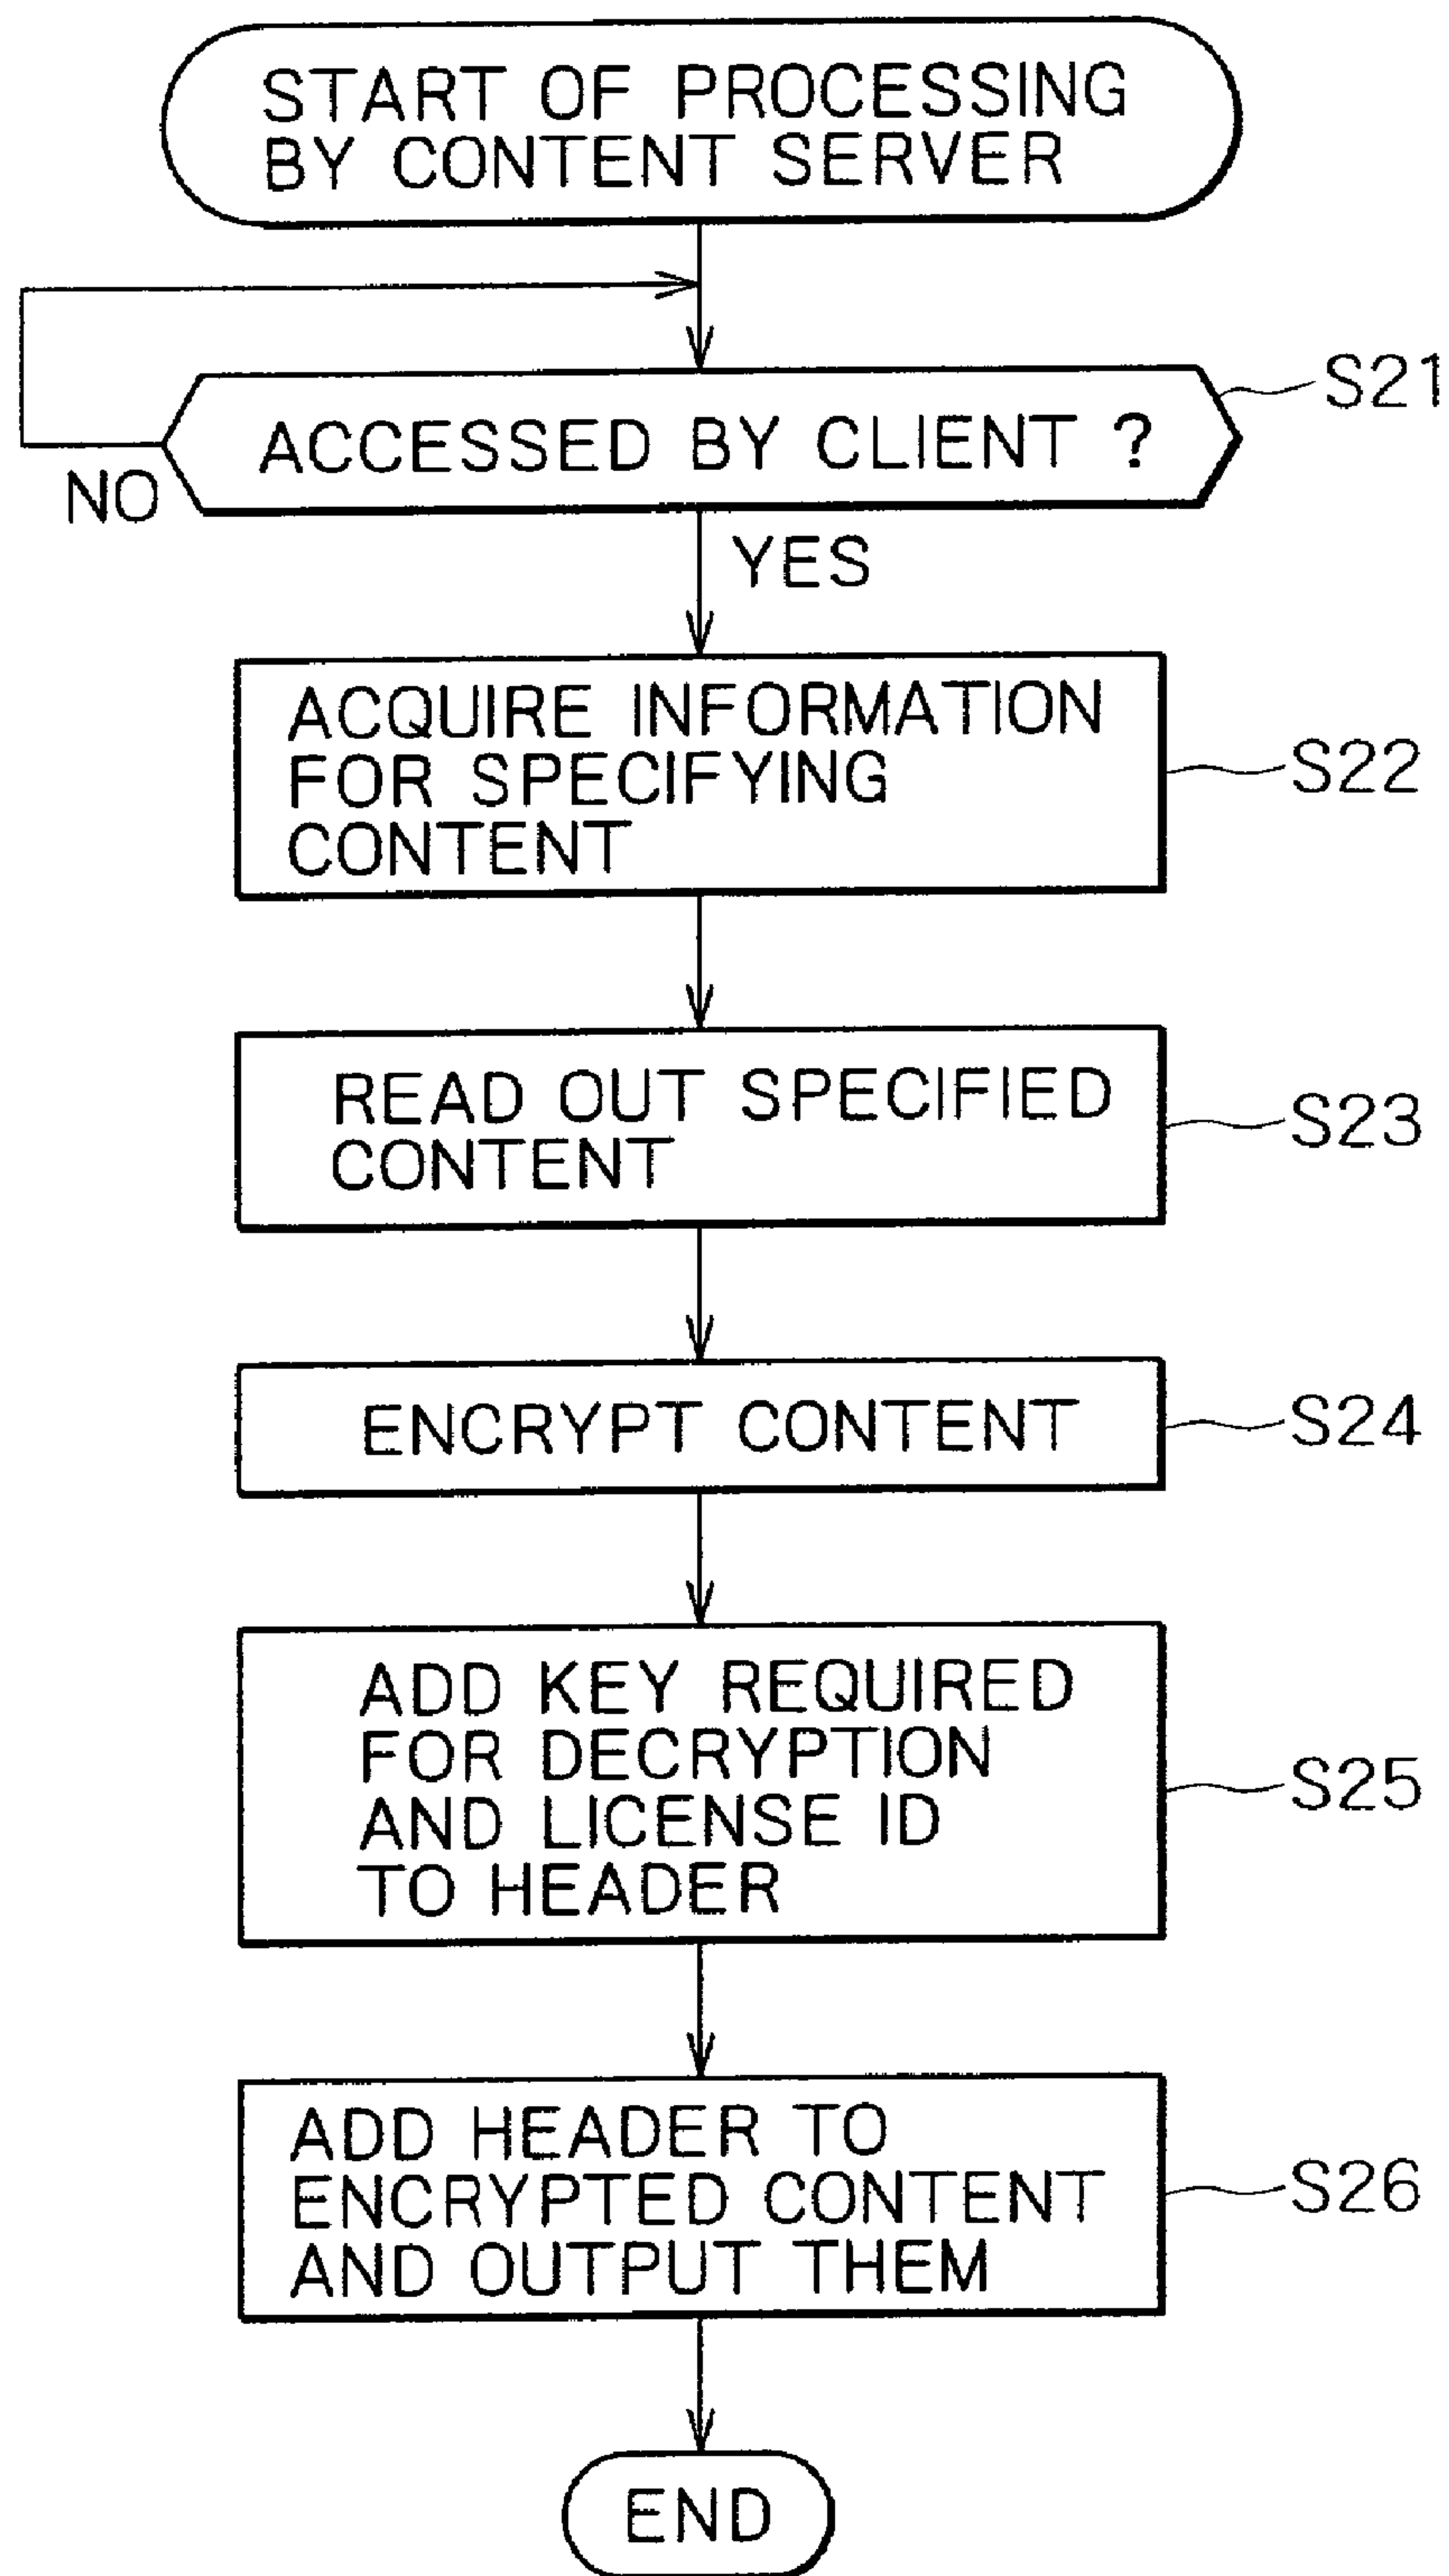 START OF PROCESSING
BY CONTENT SERVER
ACCESSED BY CLIENT ?
S21
NO
YES
ACQUIRE INFORMATION
FOR SPECIFYING
CONTENT
S22
READ OUT SPECIFIED
CONTENT
S23
ENCRYPT CONTENT
S24
ADD KEY REQUIRED
FOR DECRYPTION
AND LICENSE ID
TO HEADER
S25
ADD HEADER TO
ENCRYPTED CONTENT
AND OUTPUT THEM
S26
END